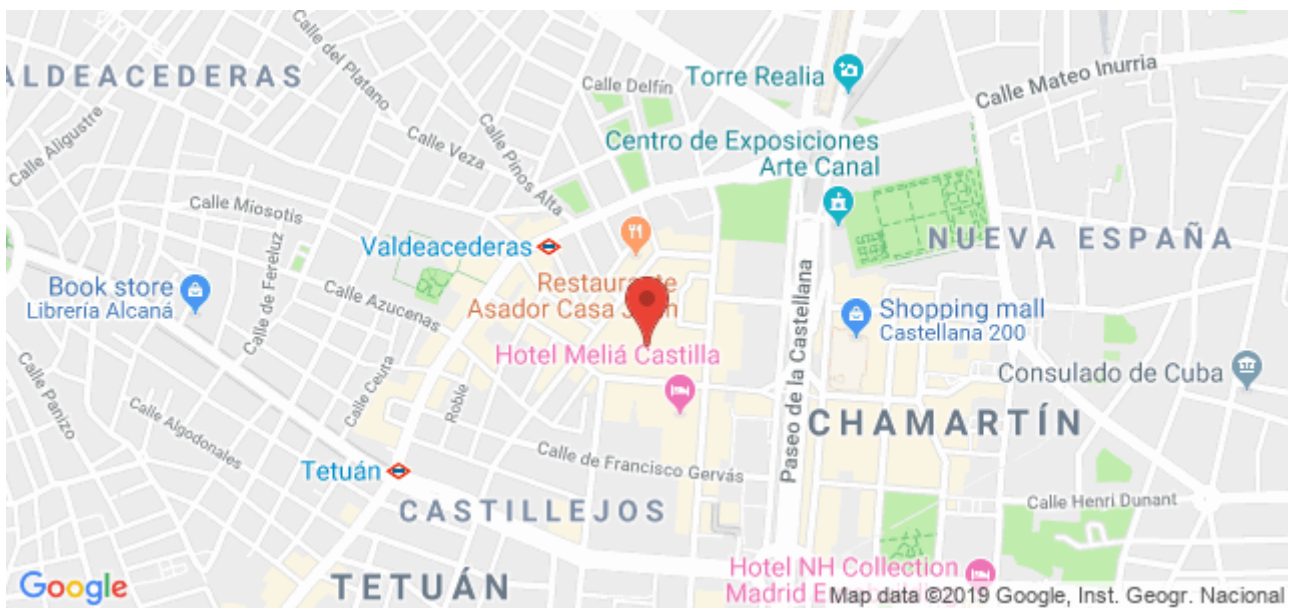 ALDEACEDERAS
Calle del Platano
Calle Delfín
Torre Realia
Calle Mateo Inurria
Calle Aligustre
Calle Veza
Calle Pinos Alta
Centro de Exposiciones
Arte Canal
Calle Miosotis
Valdeacederas
NUEVA ESPAÑA
Calle de Fereluz
Book store
Librería Alcaná
Calle Azucenas
Restaurante
Asador Casa
Paseo de la Castellana
Shopping mall
Castellana 200
Hotel Meliá Castilla
Consulado de Cuba
Calle Panizo
Calle Ceuta
Roble
Calle Algodonales
CHAMARTÍN
Tetuán
Calle de Francisco Gervás
CASTILLEJOS
Calle Henri Dunant
Google
TETUÁN
Hotel NH Collection
Madrid
Map data ©2019 Google, Inst. Geogr. Nacional